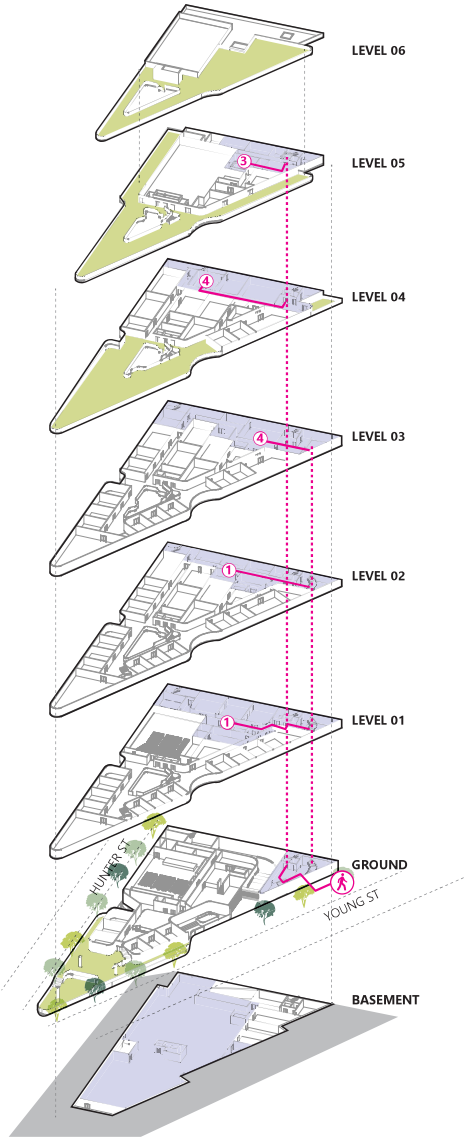 LEVEL 06
LEVEL 05
3
LEVEL 04
4
LEVEL 03
4
LEVEL 02
1
LEVEL 01
1
HUNTER ST
GROUND
YOUNG ST
BASEMENT